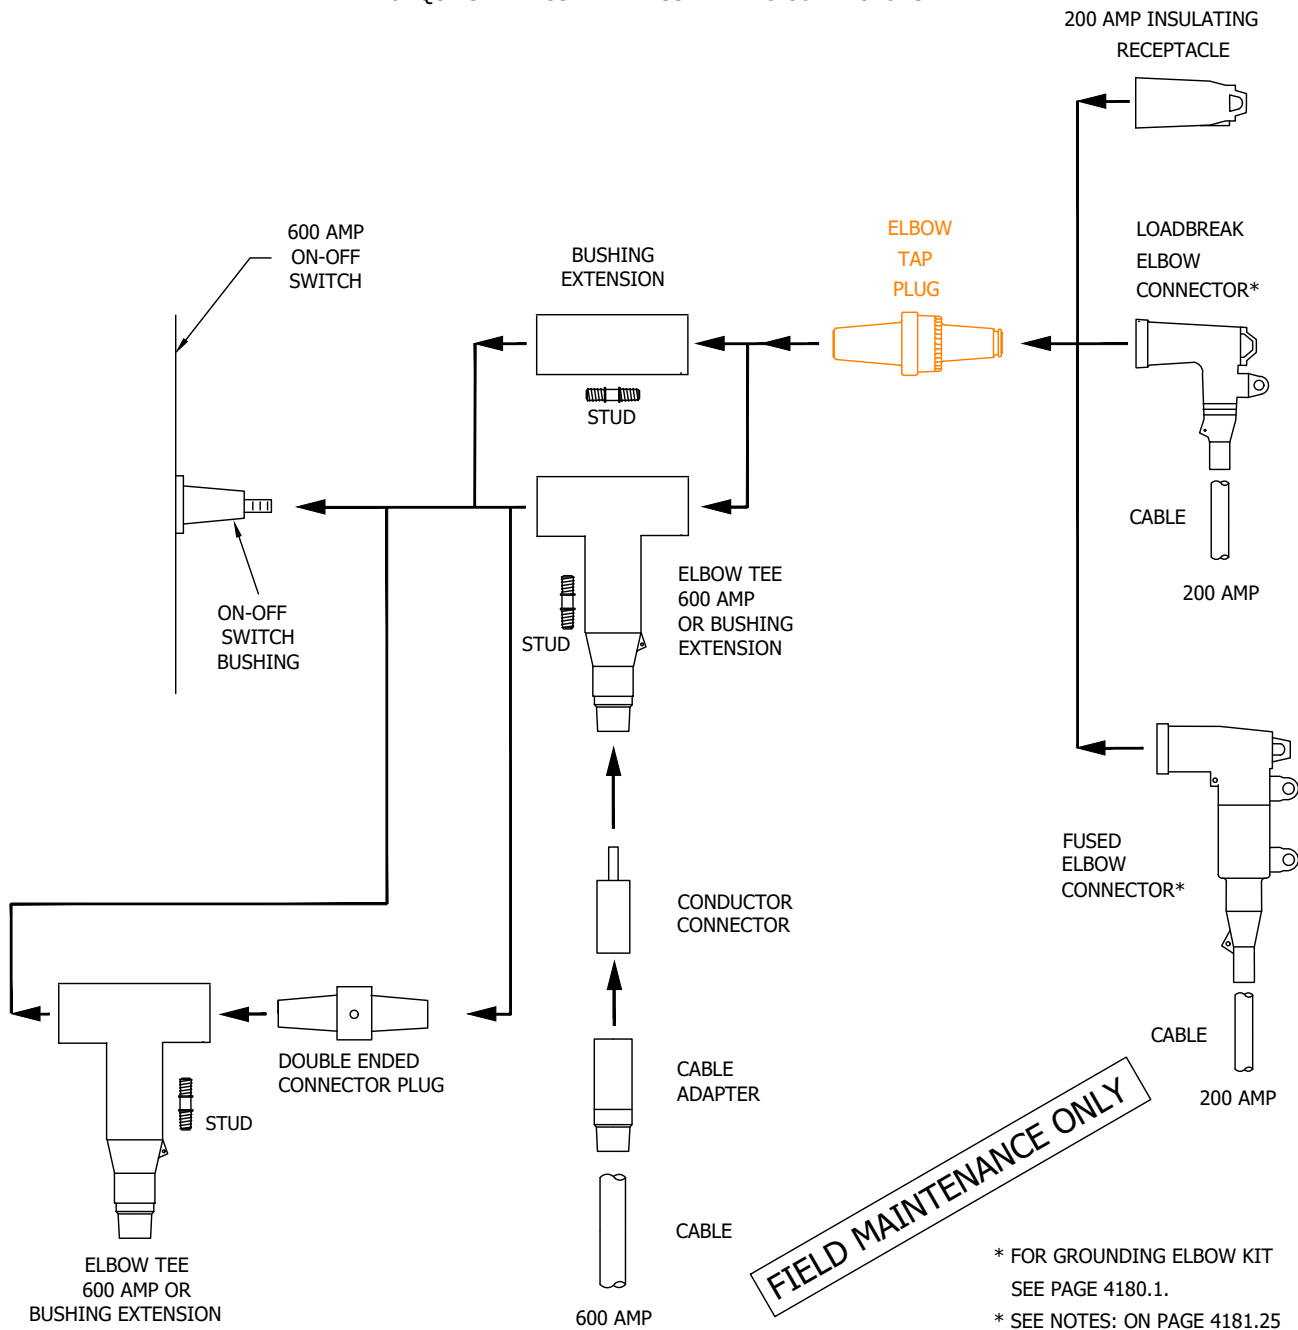 200 AMP INSULATING
RECEPTACLE
600 AMP
ON-OFF
SWITCH
BUSHING
EXTENSION
ELBOW
TAP
PLUG
LOADBREAK
ELBOW
CONNECTOR*
STUD
CABLE
200 AMP
ON-OFF
SWITCH
BUSHING
STUD
ELBOW TEE
600 AMP
OR BUSHING
EXTENSION
FUSED
ELBOW
CONNECTOR*
CONDUCTOR
CONNECTOR
CABLE
200 AMP
DOUBLE ENDED
CONNECTOR PLUG
STUD
CABLE
ADAPTER
FIELD MAINTENANCE ONLY
CABLE
600 AMP
ELBOW TEE
600 AMP OR
BUSHING EXTENSION
* FOR GROUNDING ELBOW KIT
SEE PAGE 4180.1.
* SEE NOTES: ON PAGE 4181.25